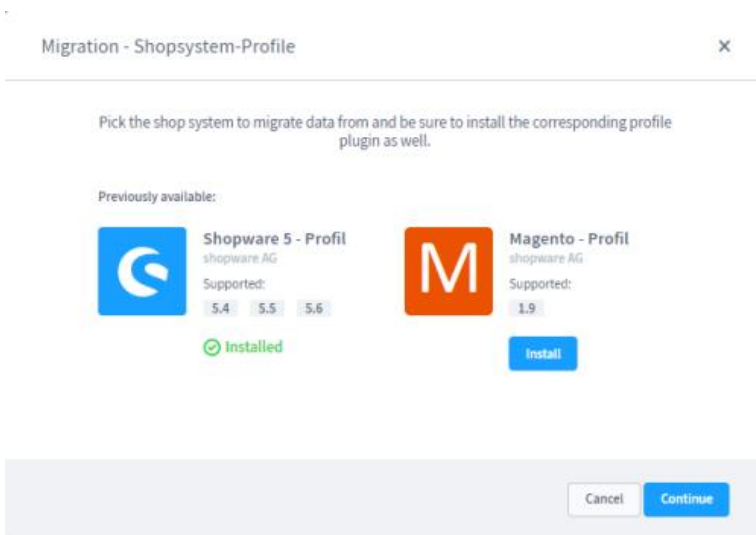 Migration - Shopsystem-Profile
Pick the shop system to migrate data from and be sure to install the corresponding profile
plugin as well.
Previously available:
Shopware 5 - Profil
shopware AG
Supported:
5.4 5.5 5.6
Installed
M
Magento - Profil
shopware AG
Supported:
1.9
Install
Cancel
Continue